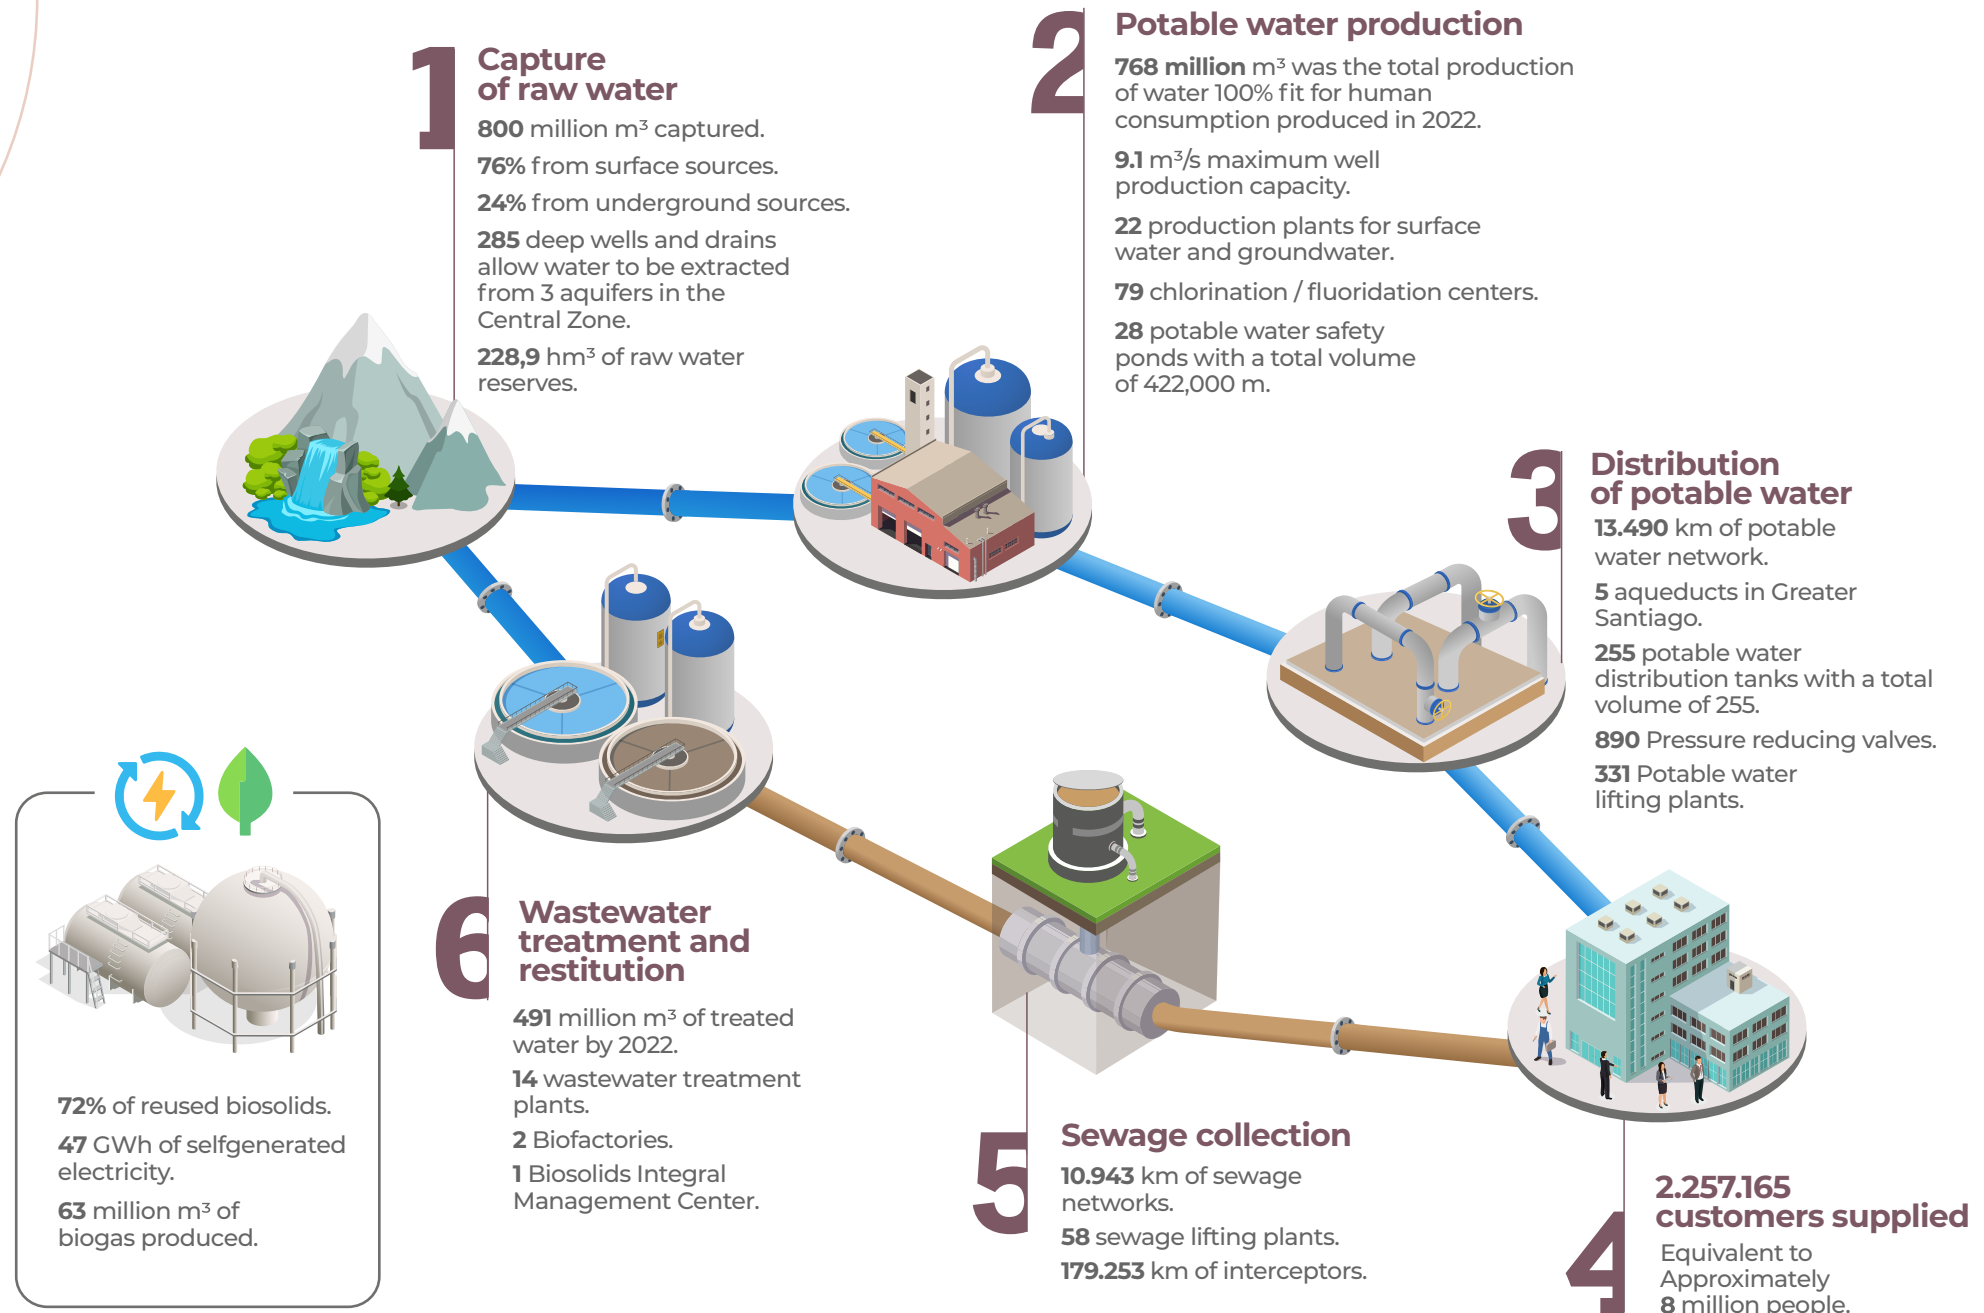 1
Capture
of raw water
800 million m³ captured.
76% from surface sources.
24% from underground sources.
285 deep wells and drains
allow water to be extracted
from 3 aquifers in the
Central Zone.
228,9 hm³ of raw water
reserves.
2
Potable water production
768 million m³ was the total production
of water 100% fit for human
consumption produced in 2022.
9.1 m³/s maximum well
production capacity.
22 production plants for surface
water and groundwater.
79 chlorination / fluoridation centers.
28 potable water safety
ponds with a total volume
of 422,000 m.
3
Distribution
of potable water
13.490 km of potable
water network.
5 aqueducts in Greater
Santiago.
255 potable water
distribution tanks with a total
volume of 255.
890 Pressure reducing valves.
331 Potable water
lifting plants.
4
2.257.165
customers supplied
Equivalent to
Approximately
8 million people.
5
Sewage collection
10.943 km of sewage
networks.
58 sewage lifting plants.
179.253 km of interceptors.
6
Wastewater
treatment and
restitution
491 million m³ of treated
water by 2022.
14 wastewater treatment
plants.
2 Biofactories.
1 Biosolids Integral
Management Center.
72% of reused biosolids.
47 GWh of selfgenerated
electricity.
63 million m³ of
biogas produced.